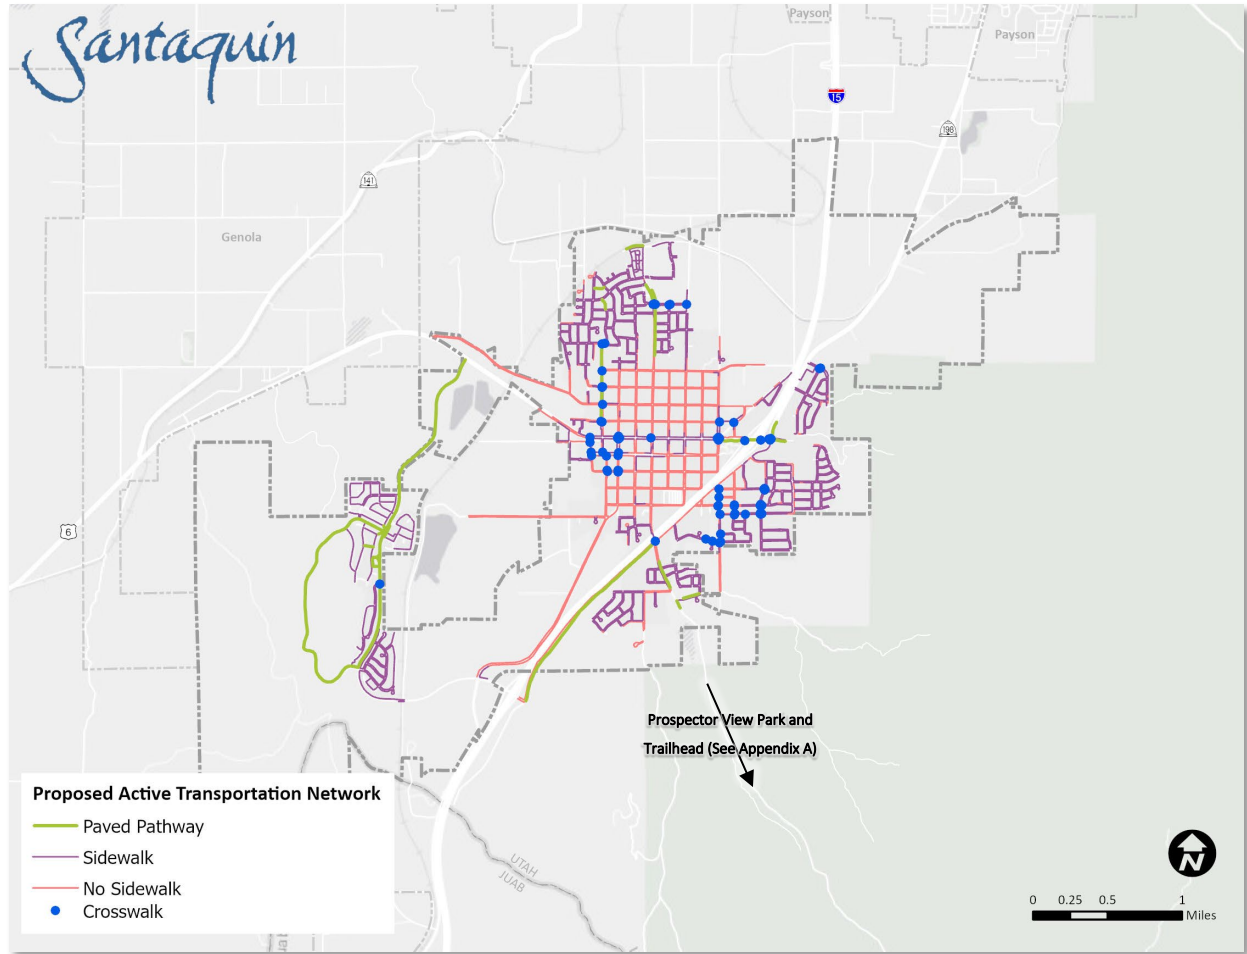 Santaquin
Payson
Payson
15
198
141
Genola
6
Prospector View Park and
Trailhead (See Appendix A)
Proposed Active Transportation Network
Paved Pathway
Sidewalk
No Sidewalk
Crosswalk
UTAH
JUAB
N
0 0.25 0.5 1
Miles